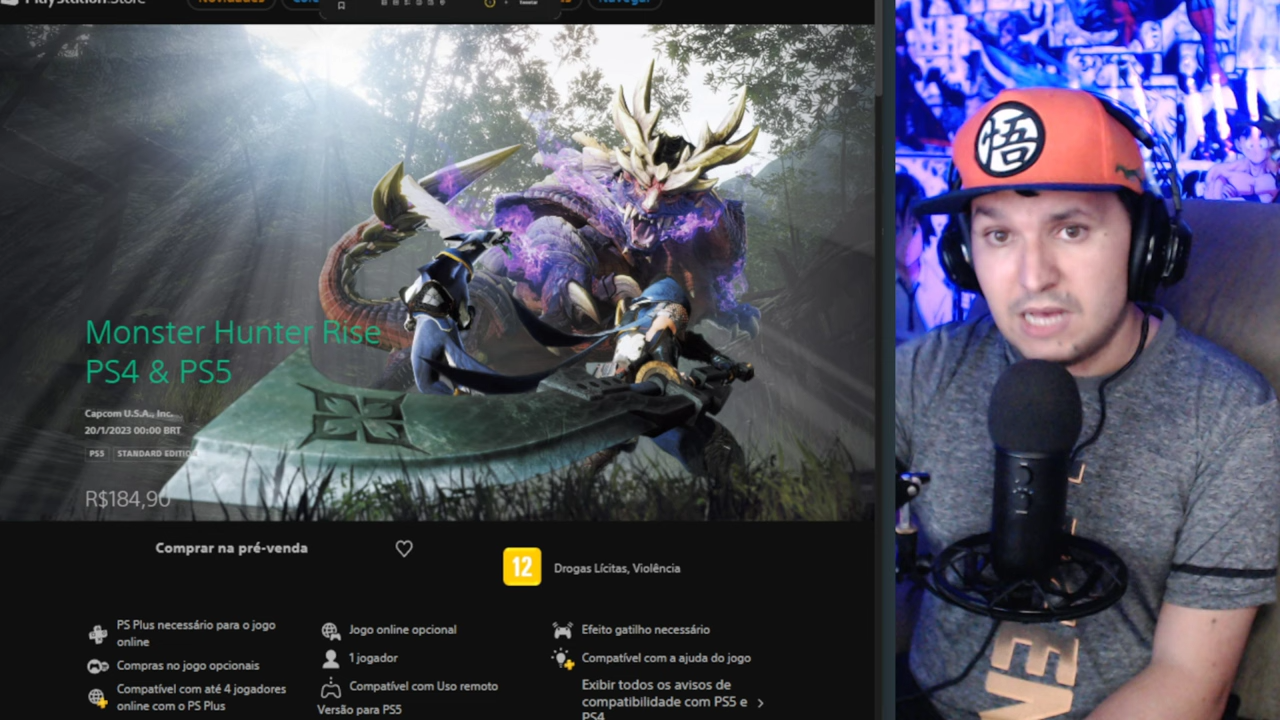 PlayStation Store
Novidades
Navegar
Monster Hunter Rise
PS4 & PS5
Capcom U.S.A., Inc.
20/1/2023 00:00 BRT
PS5
STANDARD EDITION
R$184,90
Comprar na pré-venda
12
Drogas Lícitas, Violência
PS Plus necessário para o jogo
online
Compras no jogo opcionais
Compatível com até 4 jogadores
online com o PS Plus
Jogo online opcional
1 jogador
Compatível com Uso remoto
Versão para PS5
Efeito gatilho necessário
Compatível com a ajuda do jogo
Exibir todos os avisos de
compatibilidade com PS5 e
PS4
悟